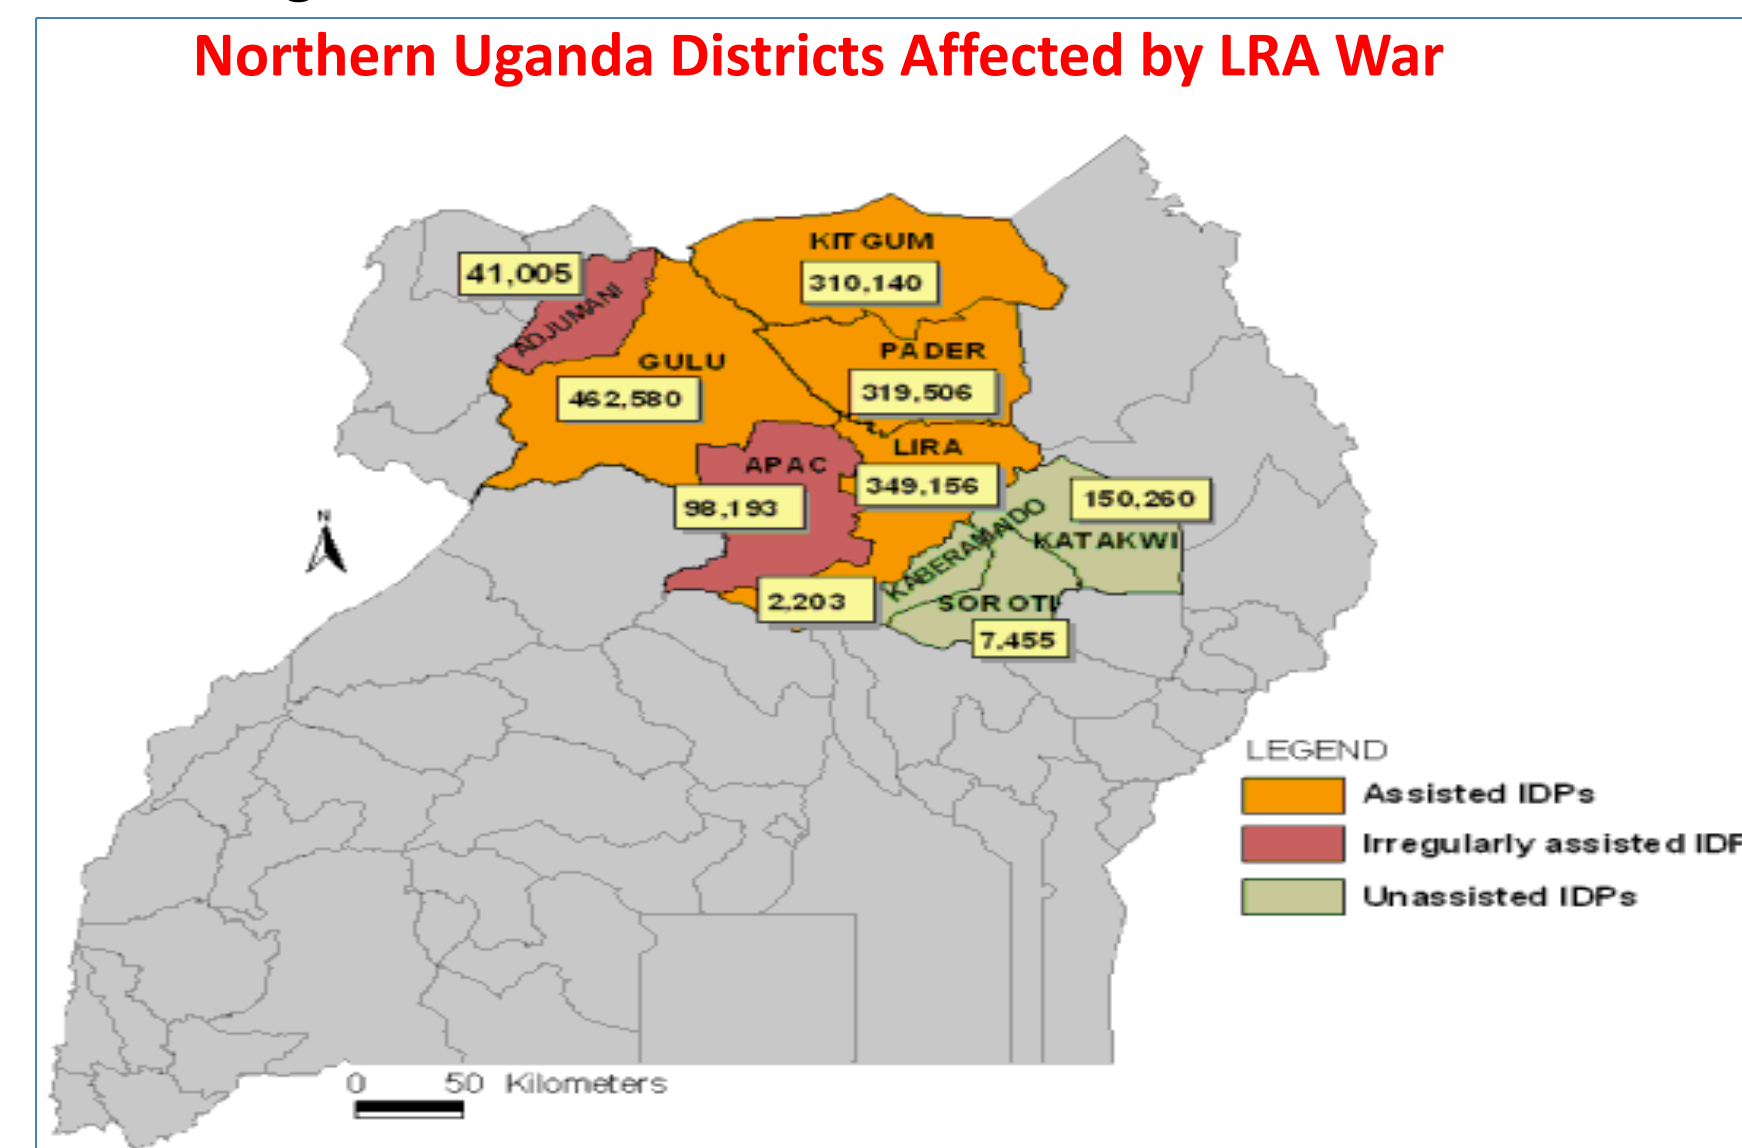 Northern Uganda Districts Affected by LRA War
KITGUM
310,140
41,005
ADJUMANI
GULU
462,580
PADER
319,506
LIRA
349,156
APAC
98,193
150,260
KATAKWI
KABERAMAIDO
2,203
SOROTI
7,455
N
LEGEND
Assisted IDPs
Irregularly assisted IDP
Unassisted IDPs
0 50 Kilometers